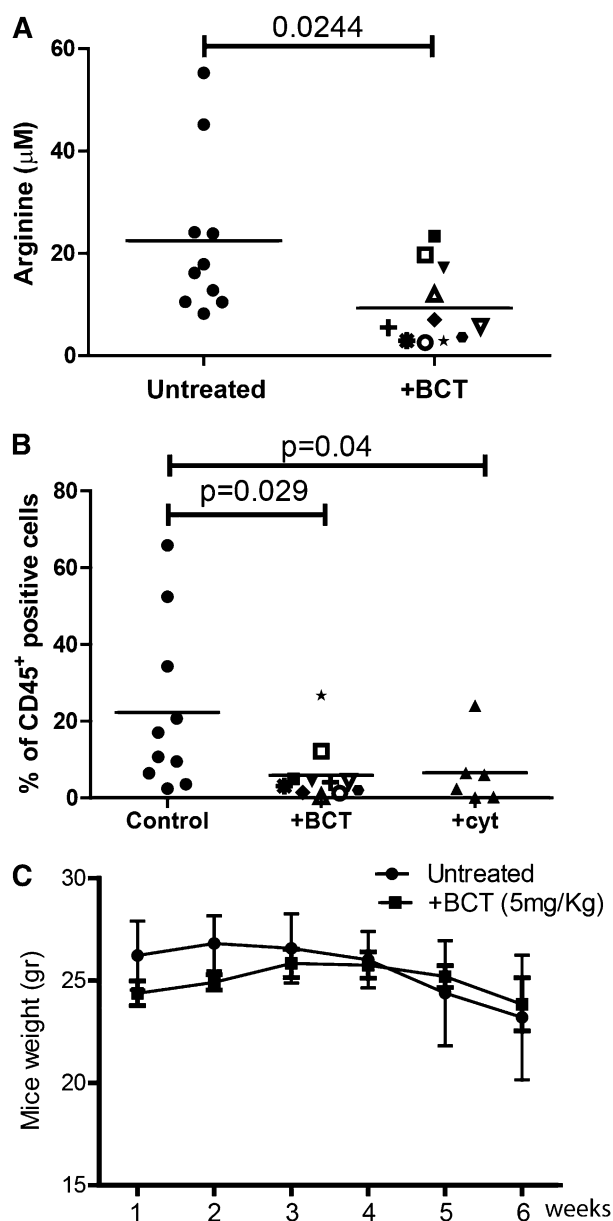 A
0.0244
60
40
20
0
Arginine (μM)
Untreated +BCT
B
p=0.04
p=0.029
80
60
40
20
0
% of CD45+ positive cells
Control +BCT +cyt
C
Untreated
+BCT (5mg/Kg)
30
25
20
15
Mice weight (gr)
1 2 3 4 5 6 weeks